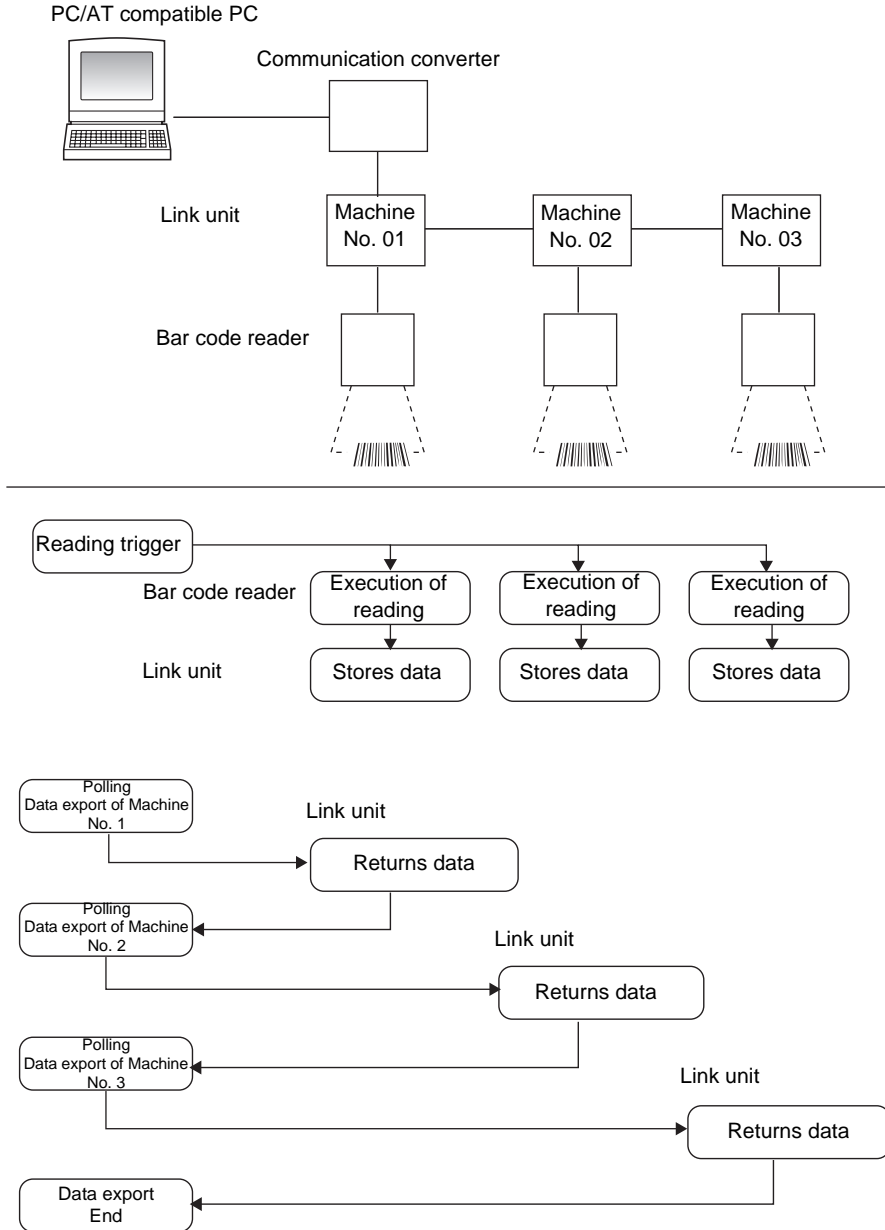 PC/AT compatible PC
Communication converter
Link unit
Machine
No. 01
Machine
No. 02
Machine
No. 03
Bar code reader
Reading trigger
Bar code reader
Execution of
reading
Execution of
reading
Execution of
reading
Link unit
Stores data
Stores data
Stores data
Polling
Data export of Machine
No. 1
Link unit
Returns data
Polling
Data export of Machine
No. 2
Link unit
Returns data
Polling
Data export of Machine
No. 3
Link unit
Returns data
Data export
End